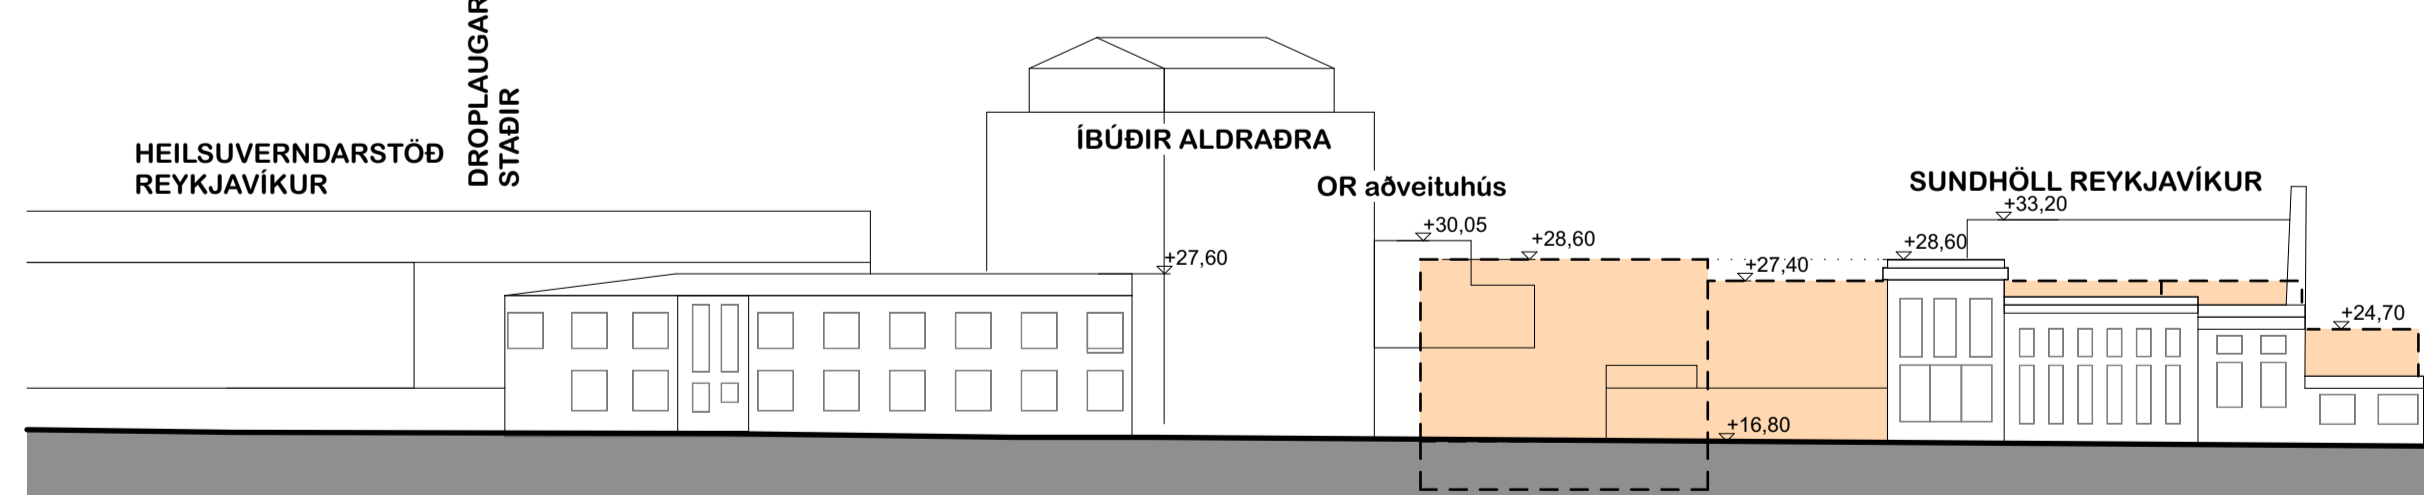 DROPLAUGAR
STAÐIR
HEILSUVERNDARSTÖÐ
REYKJAVÍKUR
ÍBÚÐIR ALDRAÐRA
OR aðveituhús
SUNDHÖLL REYKJAVÍKUR
+33,20
+30,05
+28,60
+28,60
+27,60
+27,40
+24,70
+16,80